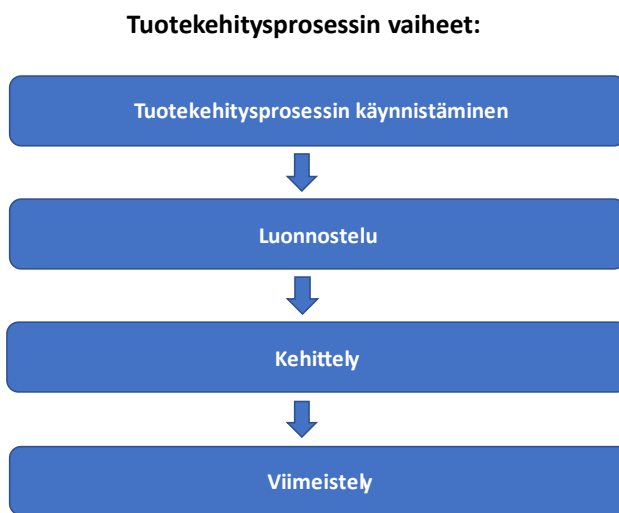 Tuotekehitysprosessin vaiheet:
Tuotekehitysprosessin käynnistäminen
Luonnostelu
Kehittely
Viimeistely